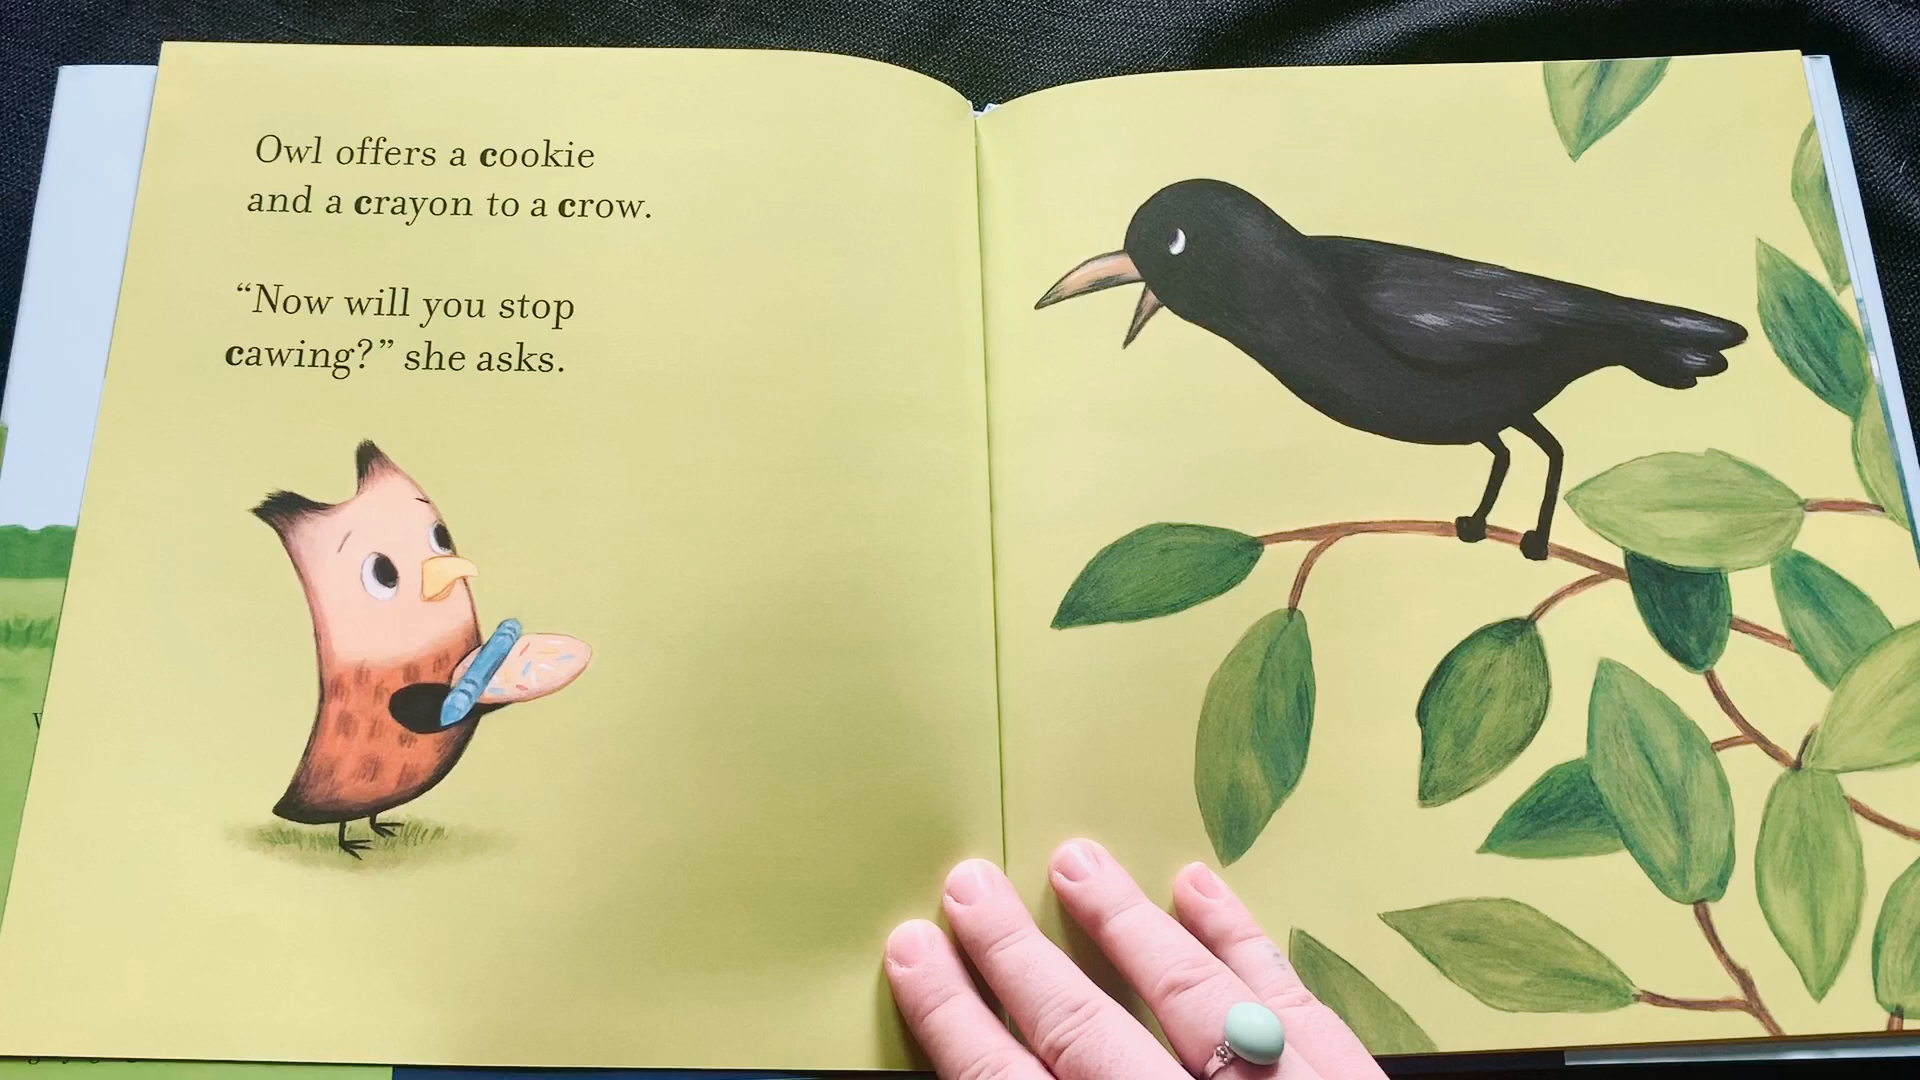 Owl offers a cookie
and a crayon to a crow.
“Now will you stop
cawing?” she asks.